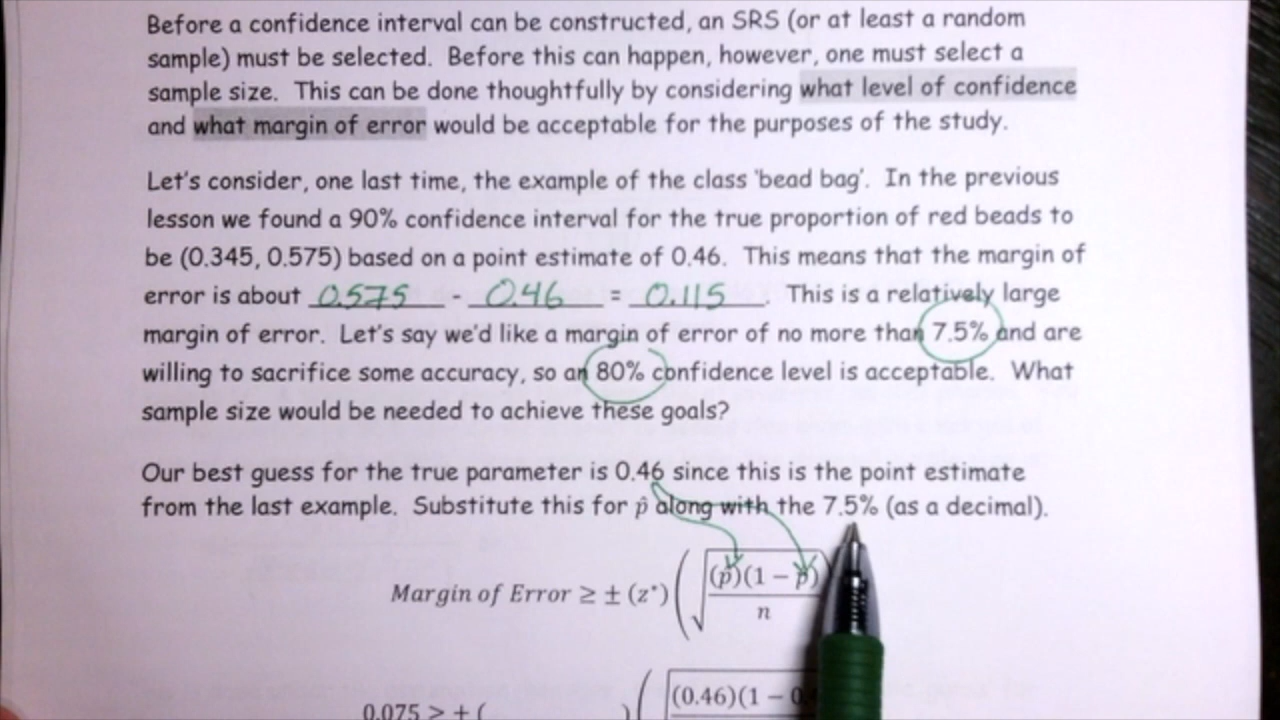 Before a confidence interval can be constructed, an SRS (or at least a random
sample) must be selected. Before this can happen, however, one must select a
sample size. This can be done thoughtfully by considering what level of confidence
and what margin of error would be acceptable for the purposes of the study.
Let's consider, one last time, the example of the class 'bead bag'. In the previous
lesson we found a 90% confidence interval for the true proportion of red beads to
be (0.345, 0.575) based on a point estimate of 0.46. This means that the margin of
error is about 0.575 - 0.46 = 0.115. This is a relatively large
margin of error. Let's say we'd like a margin of error of no more than 7.5% and are
willing to sacrifice some accuracy, so an 80% confidence level is acceptable. What
sample size would be needed to achieve these goals?
Our best guess for the true parameter is 0.46 since this is the point estimate
from the last example. Substitute this for p̂ along with the 7.5% (as a decimal).
Margin of Error ≥ ± (z*) (√((p̂)(1 − p̂)/n
0.075 ≥ ± ( ) (√(0.46)(1 − 0